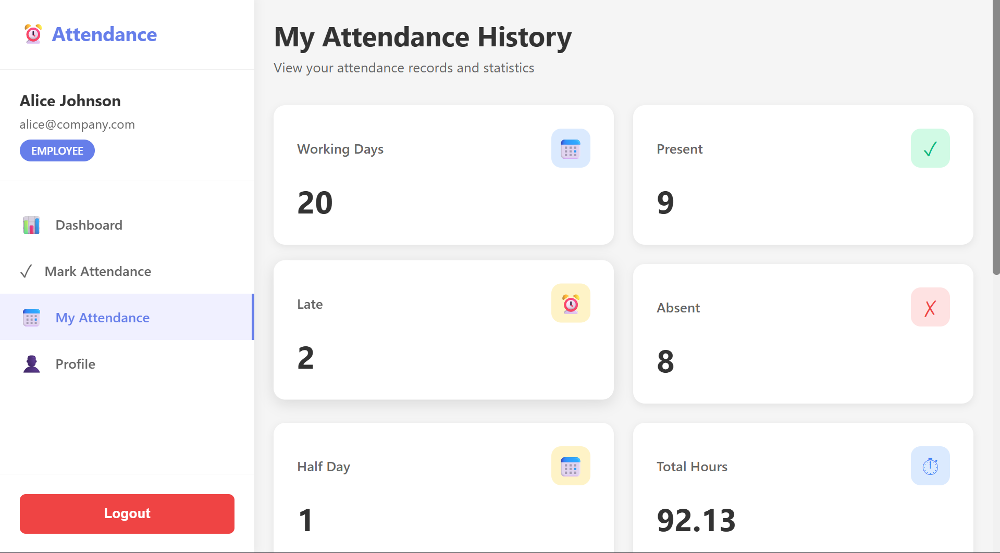 Attendance
Alice Johnson
alice@company.com
EMPLOYEE
Dashboard
Mark Attendance
My Attendance
Profile
Logout
My Attendance History
View your attendance records and statistics
Working Days
20
Present
9
Late
2
Absent
8
Half Day
1
Total Hours
92.13